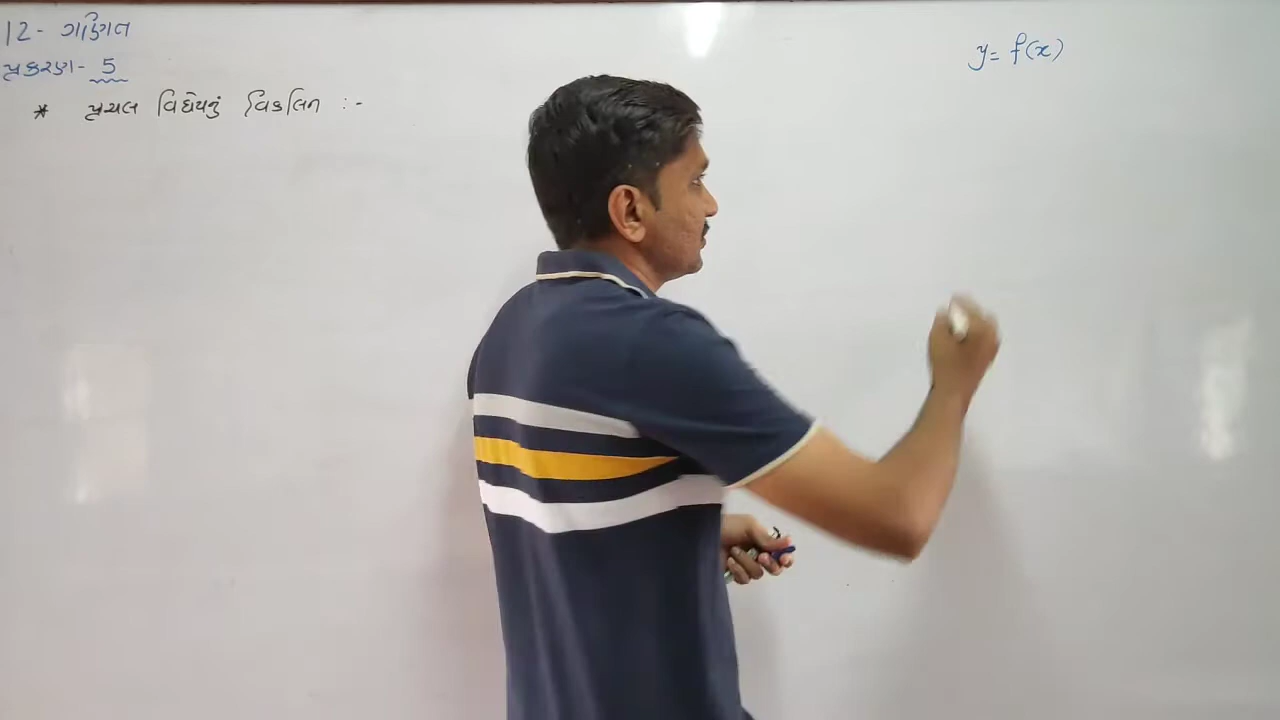 12- ગણિત
પ્રકરણ- 5
* પ્રચલ વિધેયનું વિકલિન :-
y= f(x)